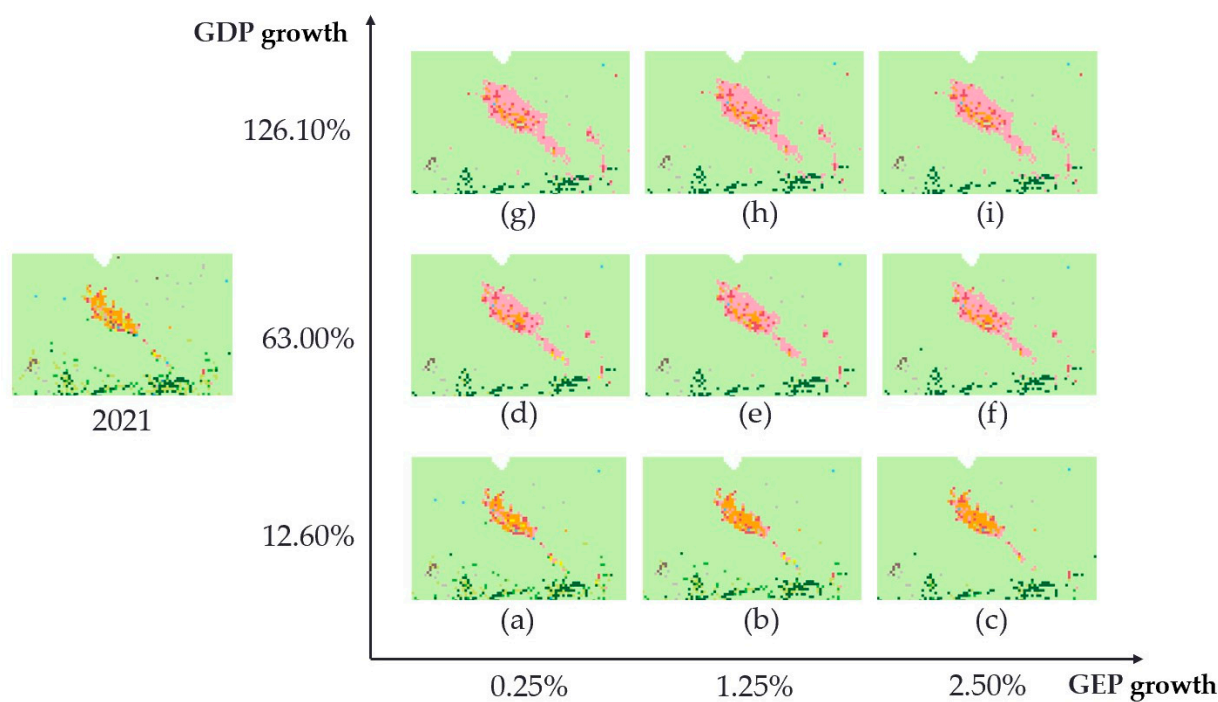 GDP growth
126.10%
(g) (h) (i)
63.00%
2021
(d) (e) (f)
12.60%
(a) (b) (c)
0.25% 1.25% 2.50% GEP growth